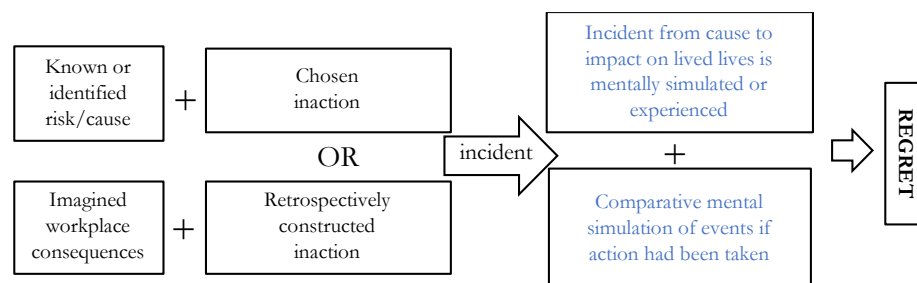 Known or
identified
risk/cause
+
Chosen
inaction
OR
Imagined
workplace
consequences
+
Retrospectively
constructed
inaction
incident
Incident from cause to
impact on lived lives is
mentally simulated or
experienced
+
Comparative mental
simulation of events if
action had been taken
REGRET